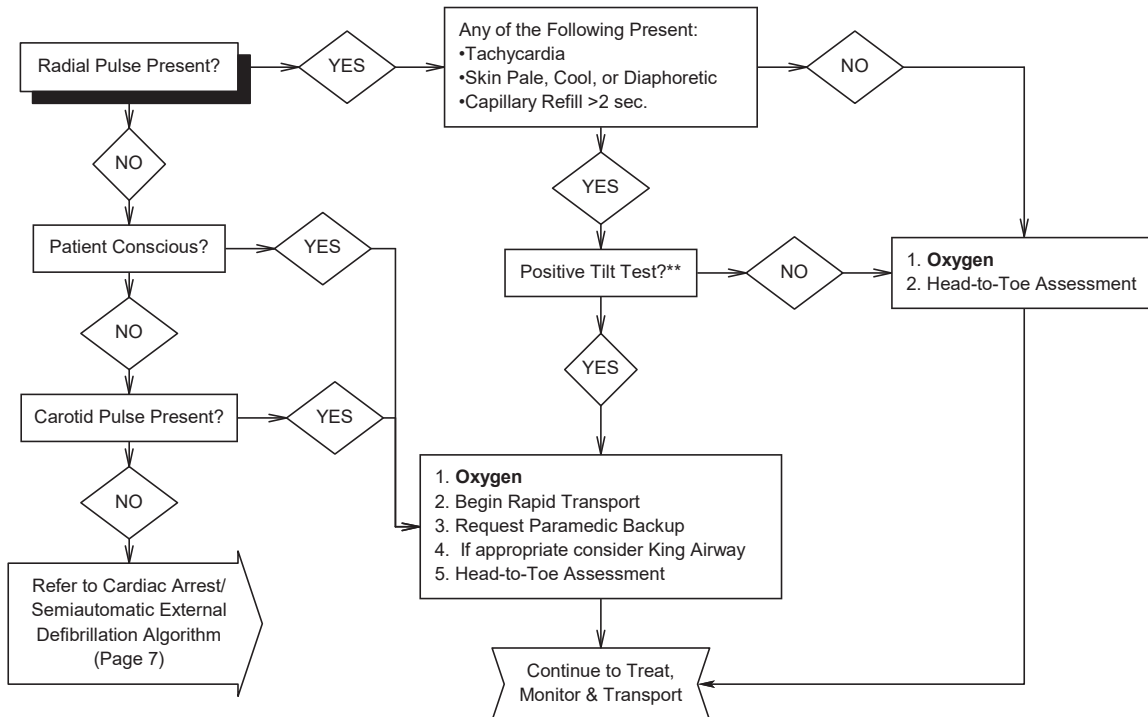 Radial Pulse Present?
YES
Any of the Following Present:
•Tachycardia
•Skin Pale, Cool, or Diaphoretic
•Capillary Refill >2 sec.
NO
NO
YES
Patient Conscious?
YES
Positive Tilt Test?**
NO
1. Oxygen
2. Head-to-Toe Assessment
NO
YES
Carotid Pulse Present?
YES
NO
1. Oxygen
2. Begin Rapid Transport
3. Request Paramedic Backup
4. If appropriate consider King Airway
5. Head-to-Toe Assessment
Refer to Cardiac Arrest/
Semiautomatic External
Defibrillation Algorithm
(Page 7)
Continue to Treat,
Monitor & Transport